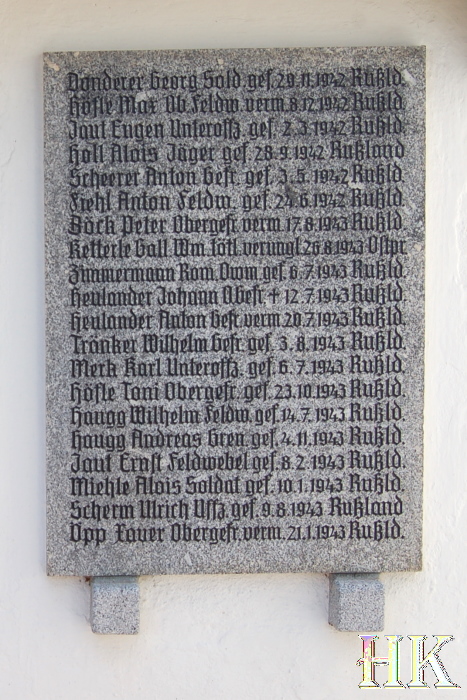 Donderer Georg Sold. gef. 29.11.1942 Rußld.
Höfle Max Ob.Feldw. verm. 8.12.1942 Rußld.
Jaut Eugen Unteroffz. gef. 2.3.1942 Rußld.
Holl Alois Jäger gef. 28.9.1942 Rußland
Scheerer Anton Gefr. gef. 3.5.1942 Rußld.
Fiehl Anton Feldw. gef. 24.6.1942 Rußld.
Böck Peter Obergefr. verm. 17.8.1943 Rußld.
Ketterle Gall. Wm. tötl. verungl. 26.8.1943 Ostpr
Zimmermann Rom. Owm. gef. 6.7.1943 Rußld.
Heulander Johann O.Gefr. † 12.7.1943 Rußld.
Heulander Anton Gefr. verm. 20.7.1943 Rußld.
Tranker Wilhelm Gefr. gef. 3.8.1943 Rußld.
Merk Karl Unteroffz. gef. 6.7.1943 Rußld.
Höfle Toni Obergefr. gef. 23.10.1943 Rußld.
Haugg Wilhelm Feldw. gef. 14.7.1943 Rußld.
Haugg Andreas Gren. gef. 4.11.1943 Rußld.
Jaut Ernst Feldwebel gef. 8.2.1943 Rußld.
Miehle Alois Soldat gef. 10.1.1943 Rußld.
Scherm Ulrich Uffz. gef. 9.8.1943 Rußland
Opp Xaver Obergefr. verm. 21.1.1943 Rußld.
HK